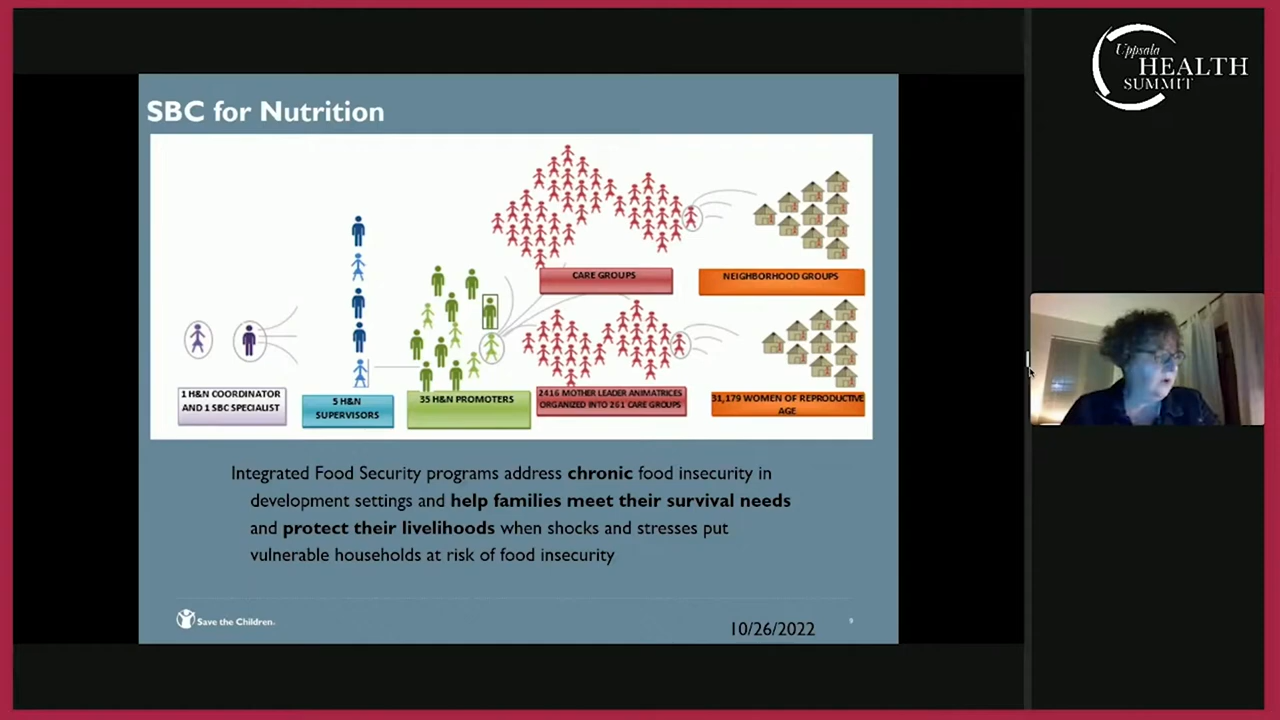 Uppsala
HEALTH
SUMMIT
SBC for Nutrition
CARE GROUPS
NEIGHBORHOOD GROUPS
1 H&N COORDINATOR
AND 1 SBC SPECIALIST
5 H&N
SUPERVISORS
35 H&N PROMOTERS
2416 MOTHER LEADER ANIMATRICES
ORGANIZED INTO 261 CARE GROUPS
31,179 WOMEN OF REPRODUCTIVE
AGE
Integrated Food Security programs address chronic food insecurity in
development settings and help families meet their survival needs
and protect their livelihoods when shocks and stresses put
vulnerable households at risk of food insecurity
Save the Children.
10/26/2022
9